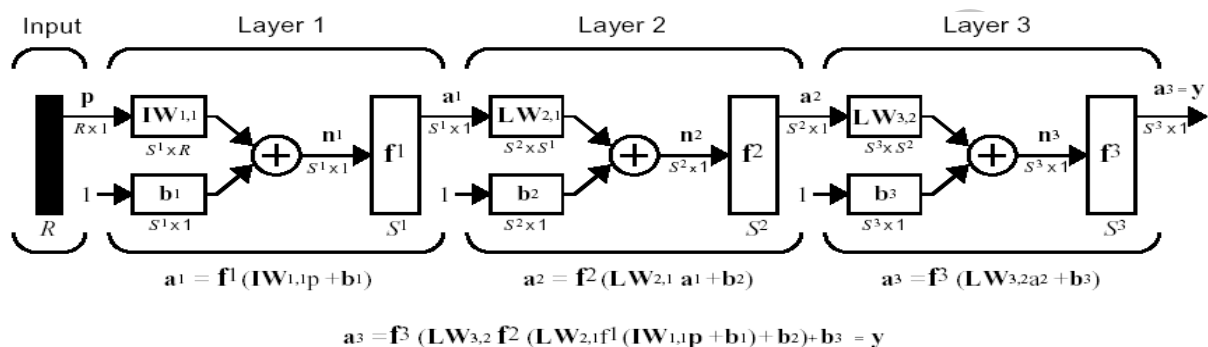 Input Layer 1 Layer 2 Layer 3
p a1 a2 a3 = y
IW1,1 LW2,1 LW3,2
R×1 S1×1 S2×1 S3×1
n1 n2 n3
S1×R f1 S2×S1 f2 S3×S2 f3
S1×1 S2×1 S3×1
1 b1 1 b2 1 b3
R S1×1 S1 S2×1 S2 S3×1 S3
a1 = f1 (IW1,1p +b1) a2 = f2 (LW2,1 a1 +b2) a3 =f3 (LW3,2a2 +b3)
a3 =f3 (LW3,2 f2 (LW2,1f1 (IW1,1p +b1) + b2)+ b3 = y